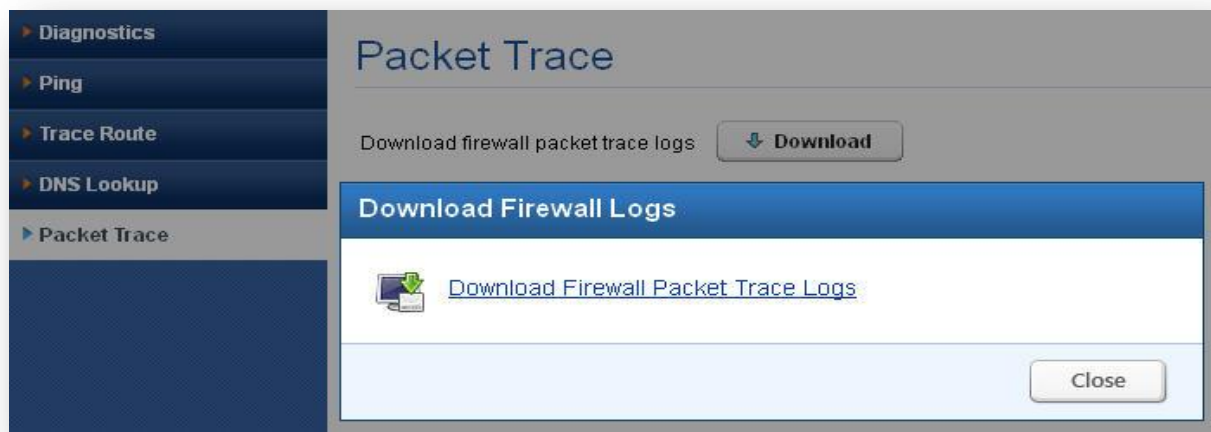 Diagnostics
Ping
Trace Route
DNS Lookup
Packet Trace
Packet Trace
Download firewall packet trace logs
Download
Download Firewall Logs
Download Firewall Packet Trace Logs
Close